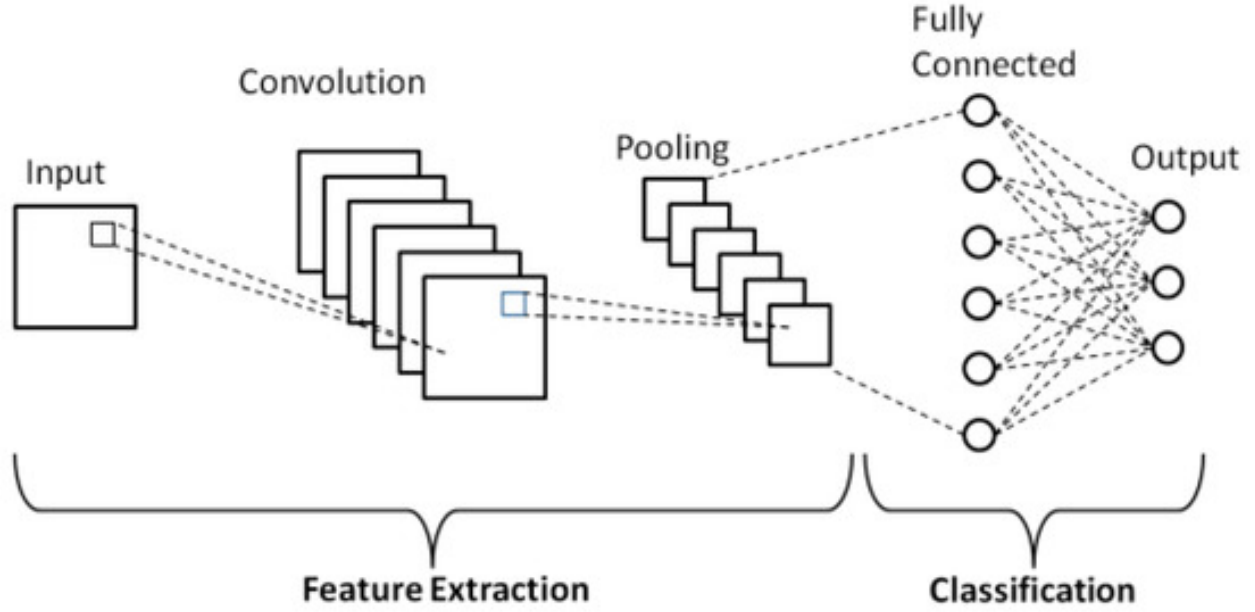 Input
Convolution
Pooling
Fully
Connected
Output
Feature Extraction
Classification